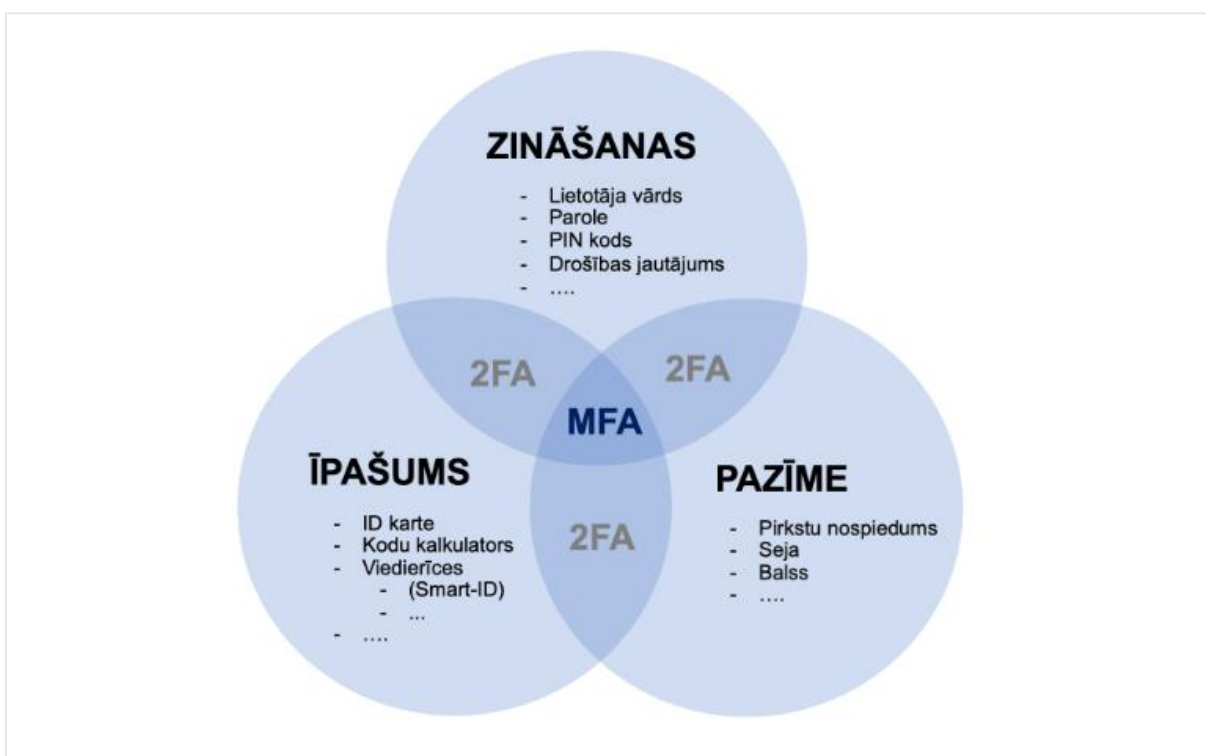 ZINĀŠANAS
- Lietotāja vārds
- Parole
- PIN kods
- Drošības jautājums
- ....
2FA
2FA
MFA
ĪPAŠUMS
- ID karte
- Kodu kalkulators
- Viedierīces
- (Smart-ID)
- ...
- ....
2FA
PAZĪME
- Pirkstu nospiedums
- Seja
- Balss
- ....